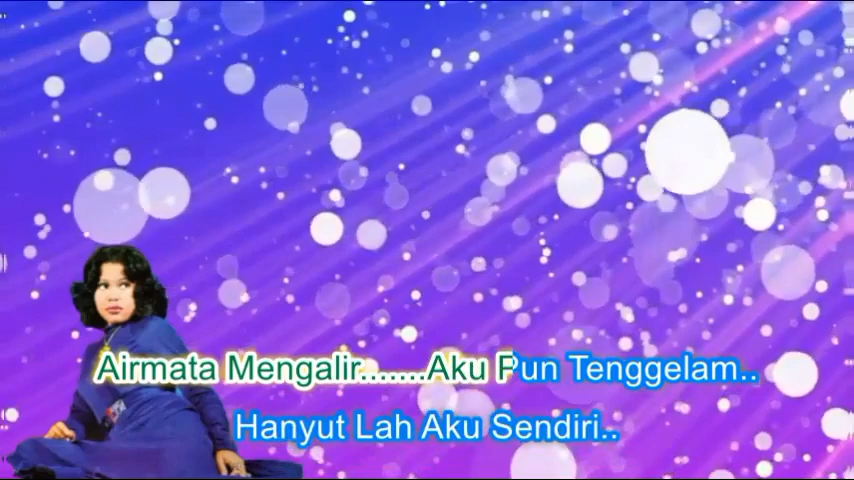 Airmata Mengalir.......Aku Pun Tenggelam..
Hanyut Lah Aku Sendiri..